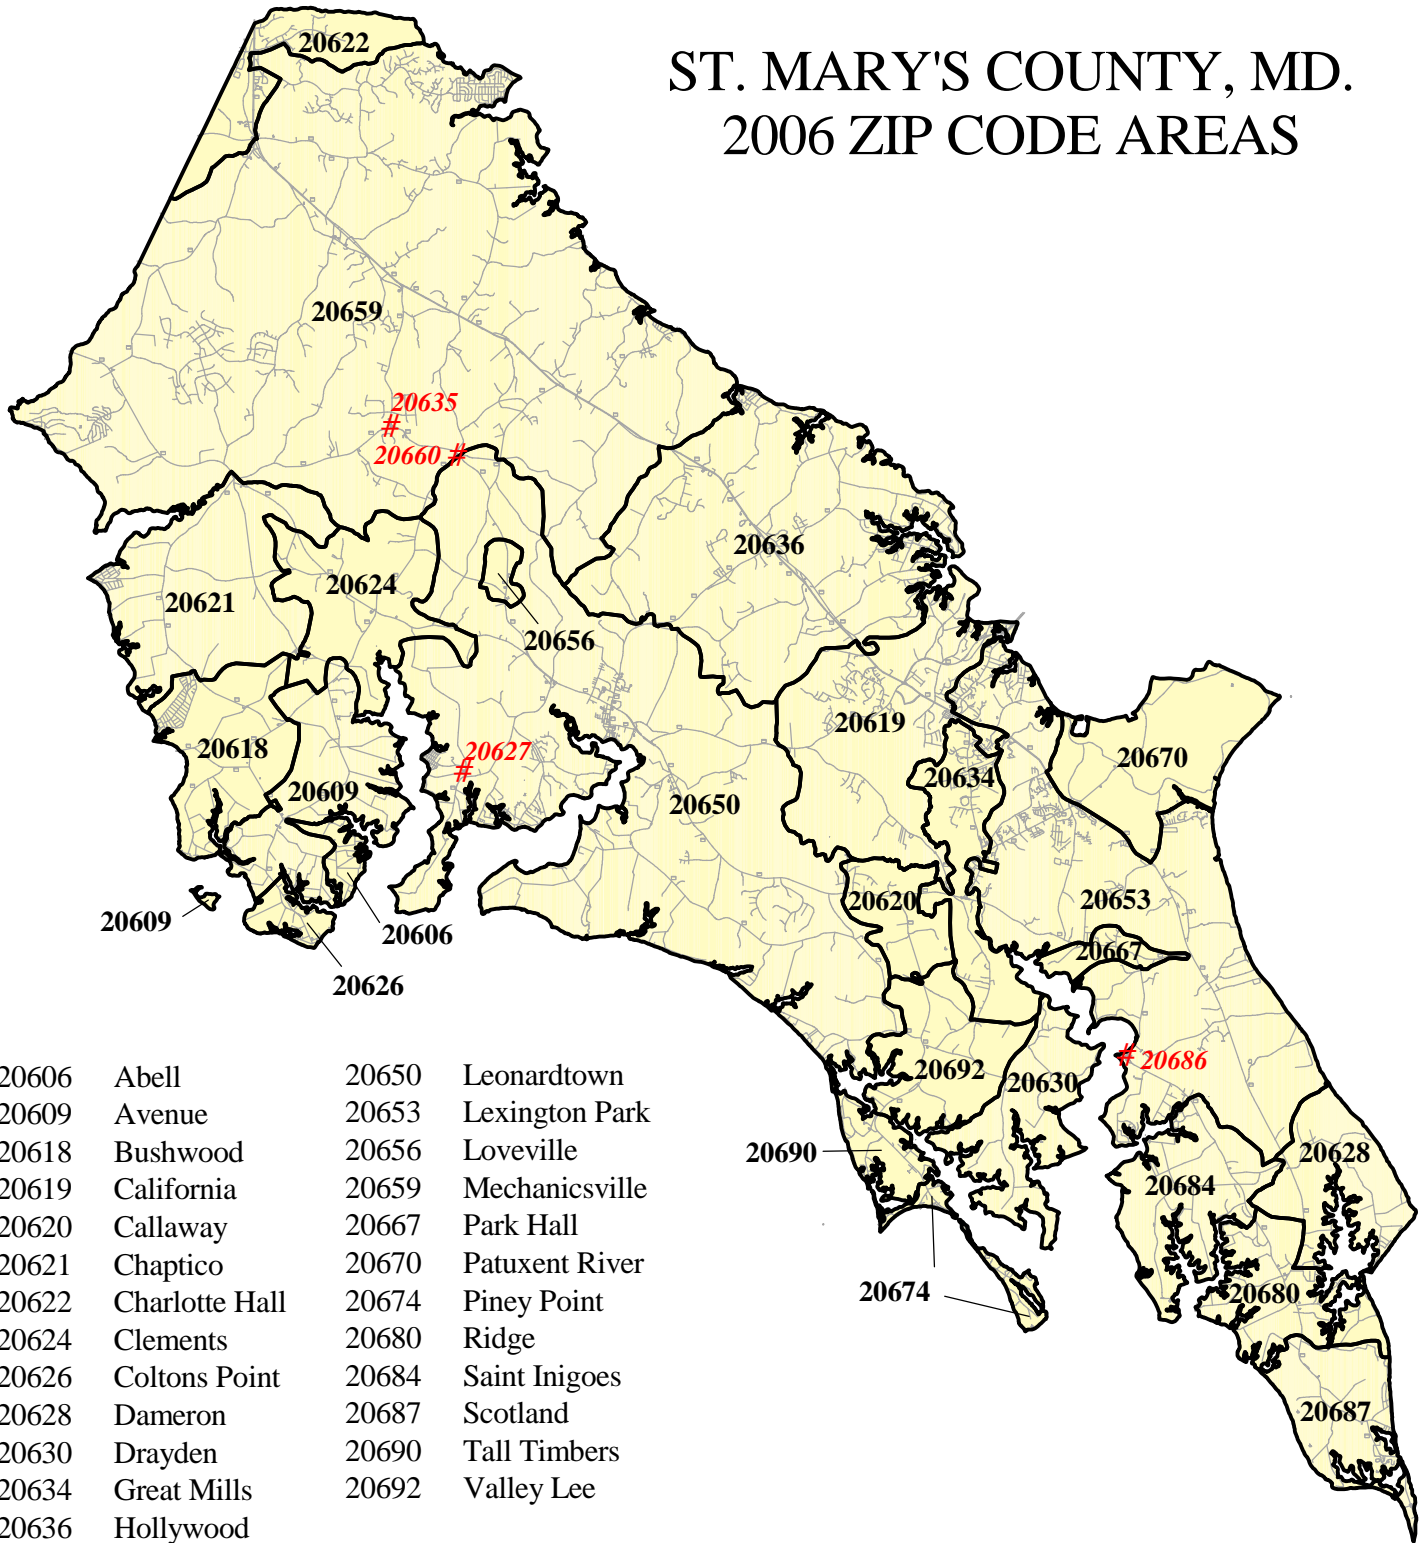 ST. MARY'S COUNTY, MD.
2006 ZIP CODE AREAS
20622
20659
20635
#
20660 #
20636
20624
20621
20656
20619
20618
20627
#
20670
20634
20609
20650
20620
20653
20609
20606
20667
20626
# 20686
20692
20630
20690
20628
20684
20674
20680
20687
20606 Abell
20609 Avenue
20618 Bushwood
20619 California
20620 Callaway
20621 Chaptico
20622 Charlotte Hall
20624 Clements
20626 Coltons Point
20628 Dameron
20630 Drayden
20634 Great Mills
20636 Hollywood
20650 Leonardtown
20653 Lexington Park
20656 Loveville
20659 Mechanicsville
20667 Park Hall
20670 Patuxent River
20674 Piney Point
20680 Ridge
20684 Saint Inigoes
20687 Scotland
20690 Tall Timbers
20692 Valley Lee